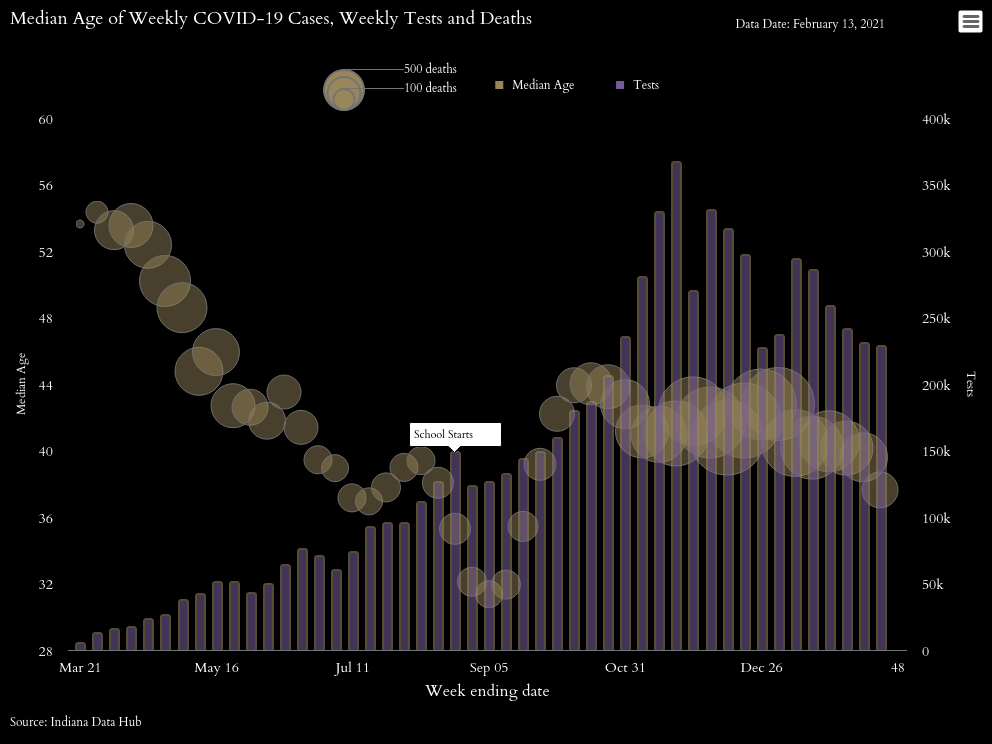 Median Age of Weekly COVID-19 Cases, Weekly Tests and Deaths
Data Date: February 13, 2021
500 deaths
100 deaths
Median Age
Tests
60
400k
56
350k
52
300k
48
250k
44
200k
Median Age
Tests
School Starts
40
150k
36
100k
32
50k
28
0
Mar 21
May 16
Jul 11
Sep 05
Oct 31
Dec 26
48
Week ending date
Source: Indiana Data Hub